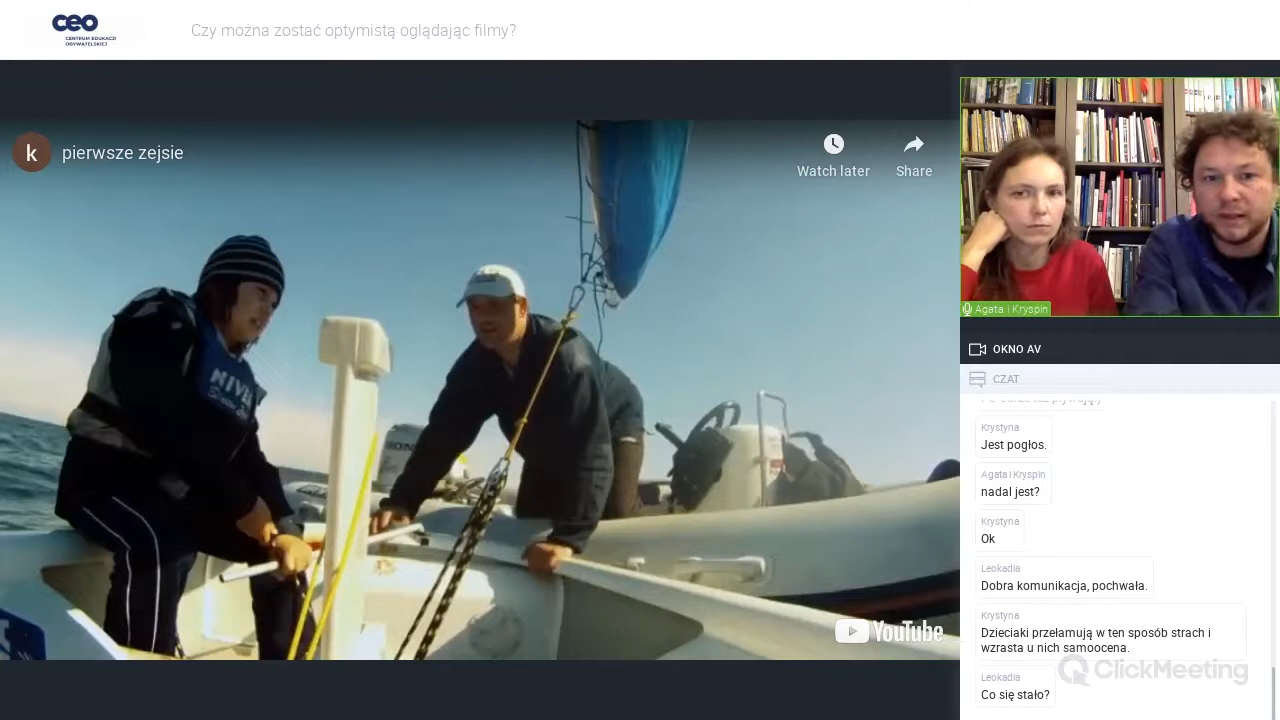 ceo
CENTRUM EDUKACJI
OBYWATELSKIEJ
Czy można zostać optymistą oglądając filmy?
k
pierwsze zejsie
Watch later
Share
NIVEA
YouTube
Agata i Kryspin
OKNO AV
CZAT
Krystyna
Jest pogłos.
Agata i Kryspin
nadal jest?
Krystyna
Ok
Leokadia
Dobra komunikacja, pochwała.
Krystyna
Dzieciaki przełamują w ten sposób strach i
wzrasta u nich samoocena.
ClickMeeting
Leokadia
Co się stało?